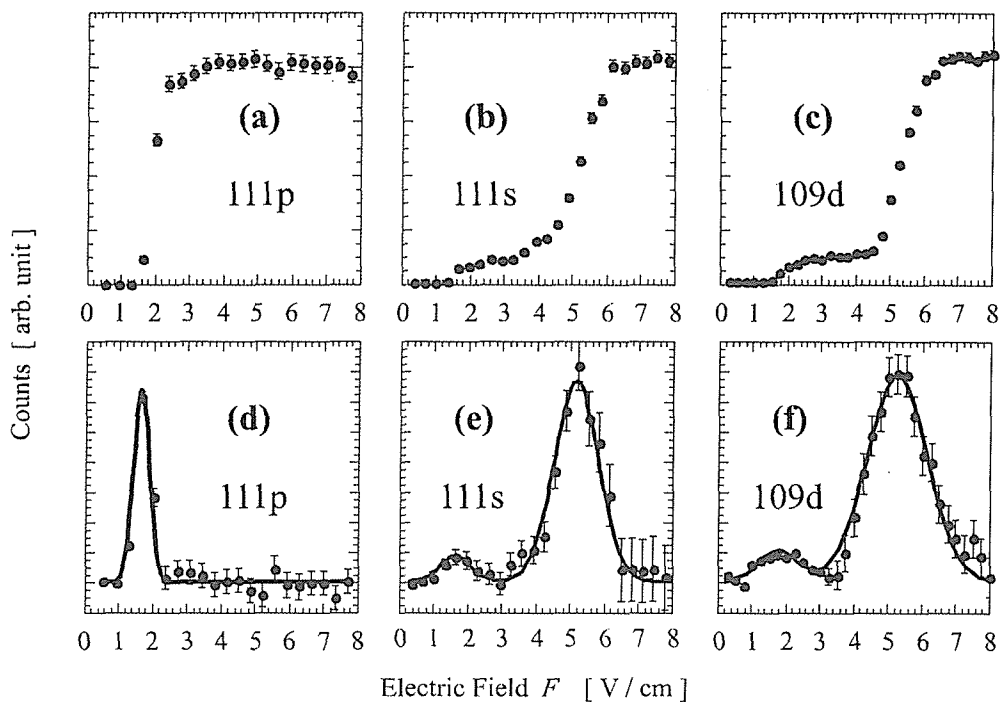 Counts [ arb. unit ]
(a)
111p
0 1 2 3 4 5 6 7 8
(b)
111s
0 1 2 3 4 5 6 7 8
(c)
109d
0 1 2 3 4 5 6 7 8
(d)
111p
0 1 2 3 4 5 6 7 8
(e)
111s
0 1 2 3 4 5 6 7 8
(f)
109d
0 1 2 3 4 5 6 7 8
Electric Field F [ V / cm ]